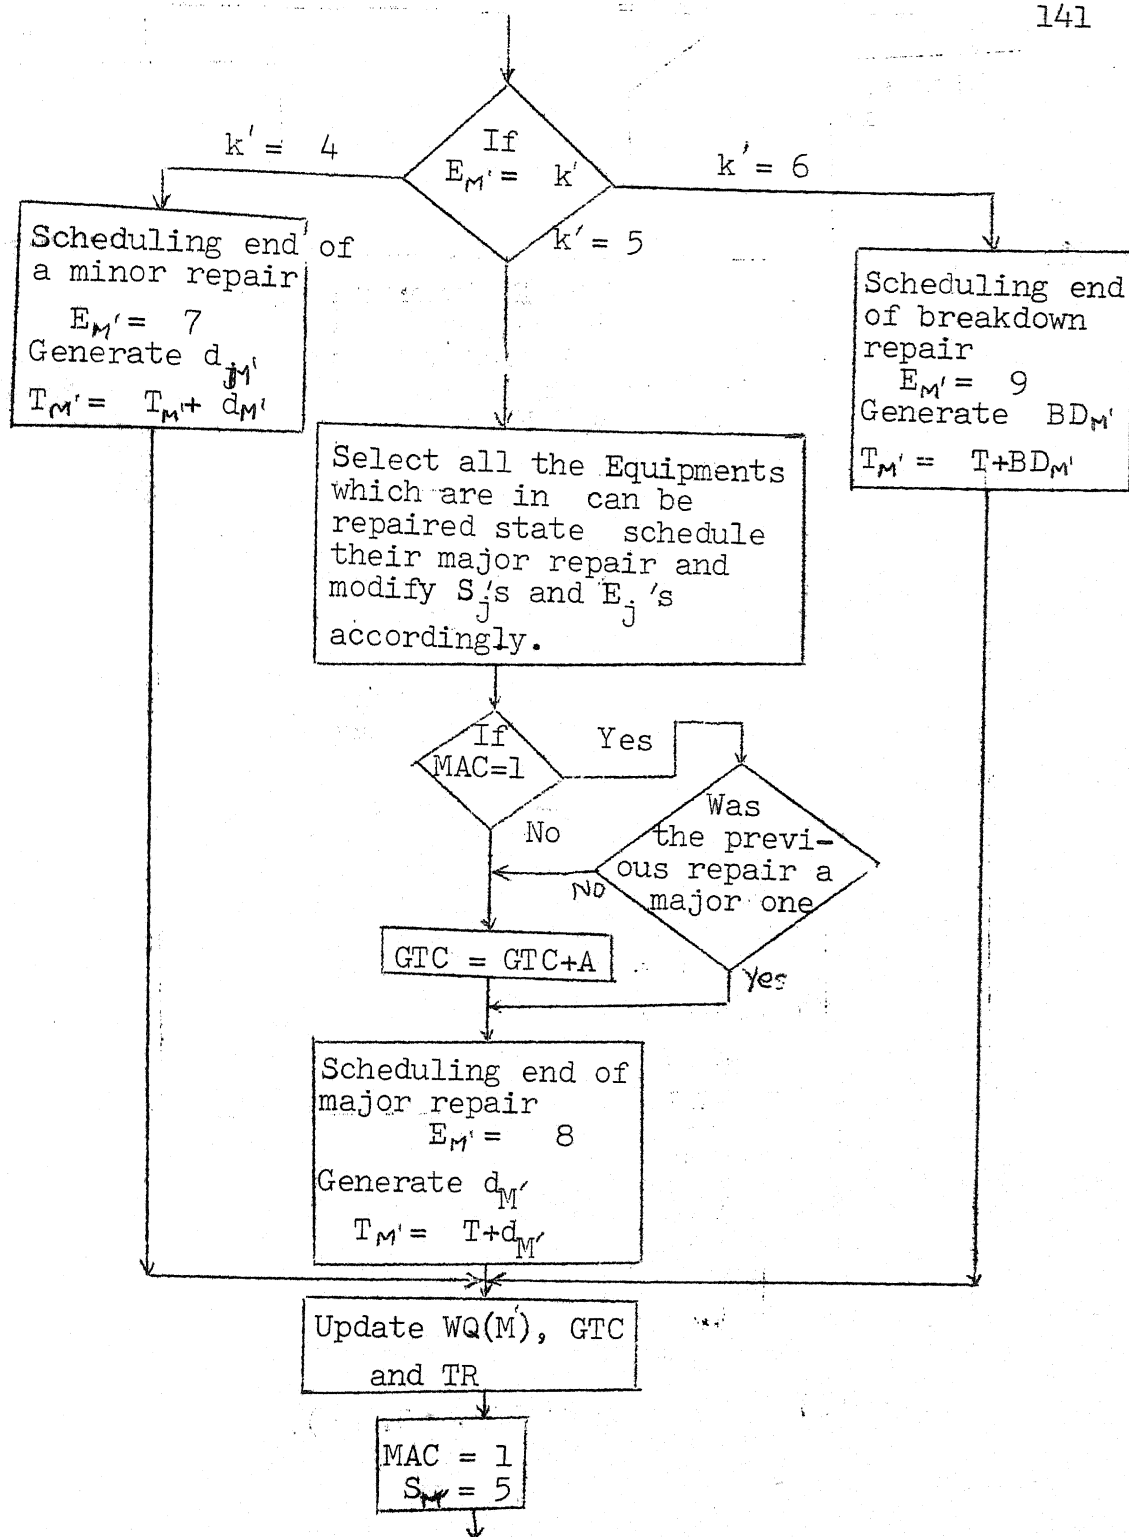 141
If
E_M' = k'
k' = 4
k' = 6
k' = 5
Scheduling end of
a minor repair
E_M' = 7
Generate d_jM'
T_M' = T_M' + d_M'
Scheduling end
of breakdown
repair
E_M' = 9
Generate BD_M'
T_M' = T+BD_M'
Select all the Equipments
which are in can be
repaired state schedule
their major repair and
modify S_j's and E_j's
accordingly.
If
MAC=1
Yes
No
Was
the previ-
ous repair a
major one
NO
Yes
GTC = GTC+A
Scheduling end of
major repair
E_M' = 8
Generate d_M'
T_M' = T+d_M'
Update WQ(M'), GTC
and TR
MAC = 1
S_M' = 5